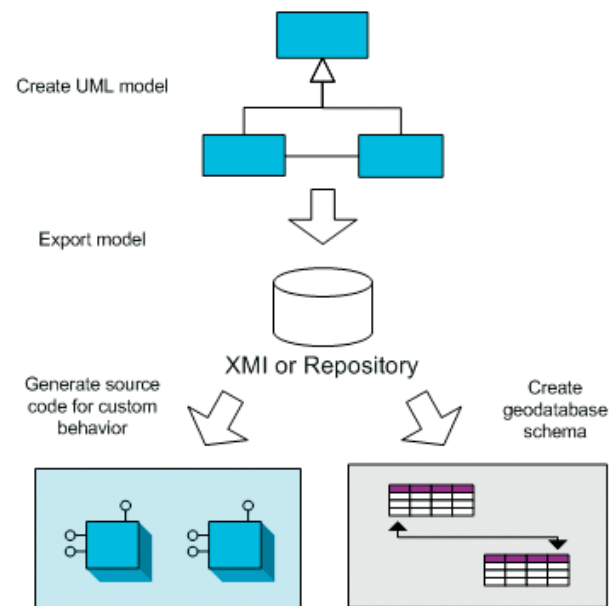 Create UML model
Export model
XMI or Repository
Generate source
code for custom
behavior
Create
geodatabase
schema